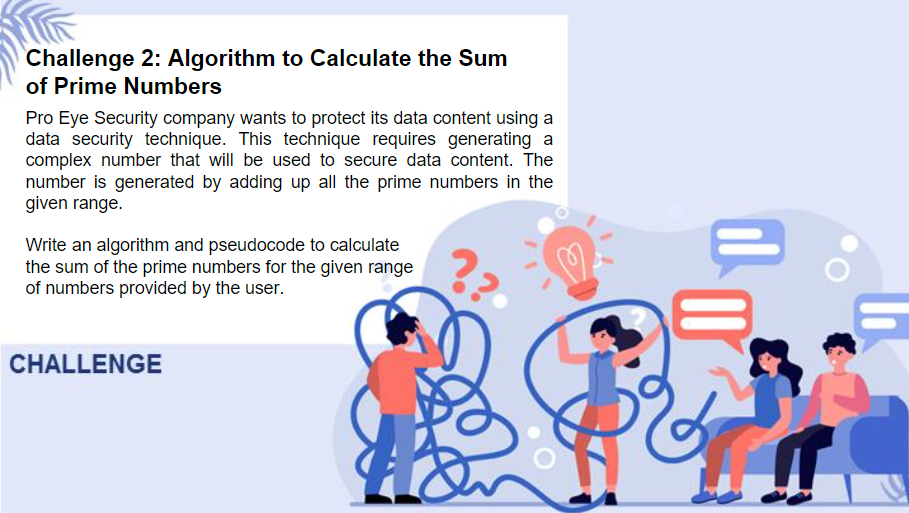 Challenge 2: Algorithm to Calculate the Sum
of Prime Numbers
Pro Eye Security company wants to protect its data content using a
data security technique. This technique requires generating a
complex number that will be used to secure data content. The
number is generated by adding up all the prime numbers in the
given range.
Write an algorithm and pseudocode to calculate
the sum of the prime numbers for the given range
of numbers provided by the user.
? ? ?
?
CHALLENGE